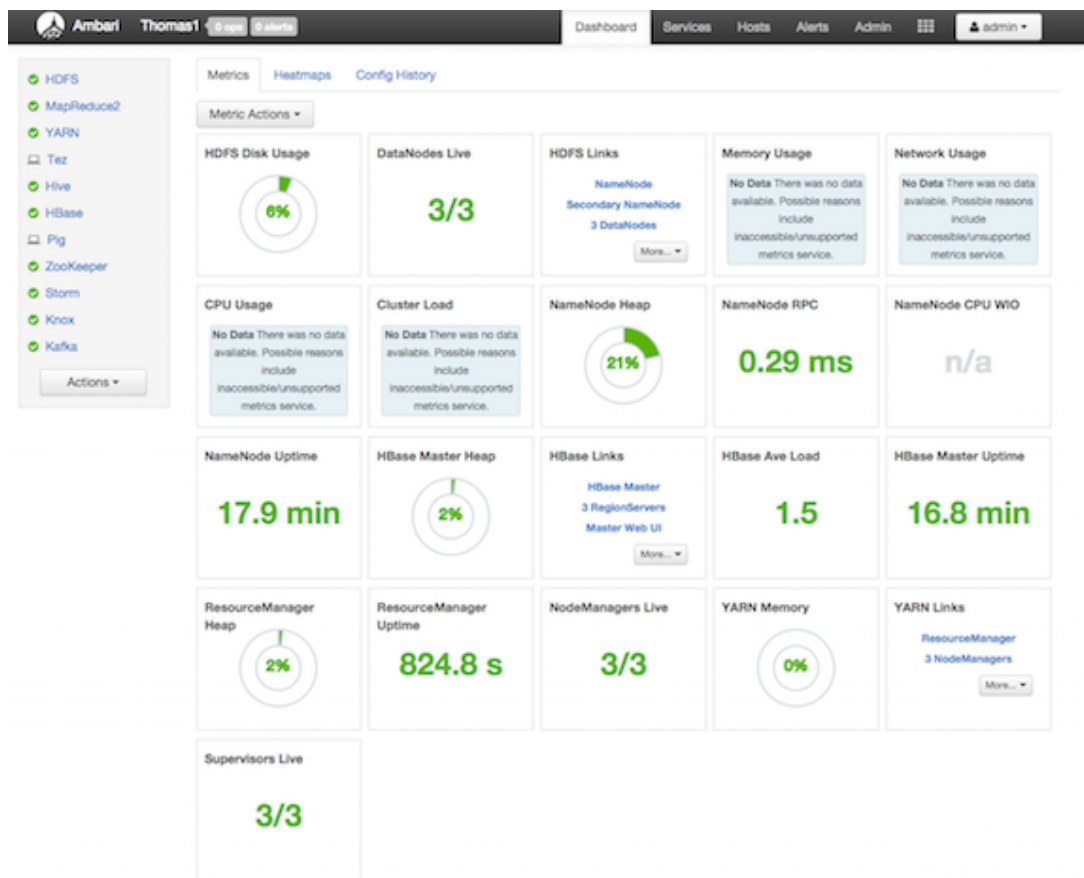 Ambari Thomas1 0 ops 0 alerts Dashboard Services Hosts Alerts Admin admin
HDFS
MapReduce2
YARN
Tez
Hive
HBase
Pig
ZooKeeper
Storm
Knox
Kafka
Actions
Metrics Heatmaps Config History
Metric Actions
HDFS Disk Usage
6%
DataNodes Live
3/3
HDFS Links
NameNode
Secondary NameNode
3 DataNodes
More...
Memory Usage
No Data There was no data
available. Possible reasons
include
inaccessible/unsupported
metrics service.
Network Usage
No Data There was no data
available. Possible reasons
include
inaccessible/unsupported
metrics service.
CPU Usage
No Data There was no data
available. Possible reasons
include
inaccessible/unsupported
metrics service.
Cluster Load
No Data There was no data
available. Possible reasons
include
inaccessible/unsupported
metrics service.
NameNode Heap
21%
NameNode RPC
0.29 ms
NameNode CPU WIO
n/a
NameNode Uptime
17.9 min
HBase Master Heap
2%
HBase Links
HBase Master
3 RegionServers
Master Web UI
More...
HBase Ave Load
1.5
HBase Master Uptime
16.8 min
ResourceManager
Heap
2%
ResourceManager
Uptime
824.8 s
NodeManagers Live
3/3
YARN Memory
0%
YARN Links
ResourceManager
3 NodeManagers
More...
Supervisors Live
3/3